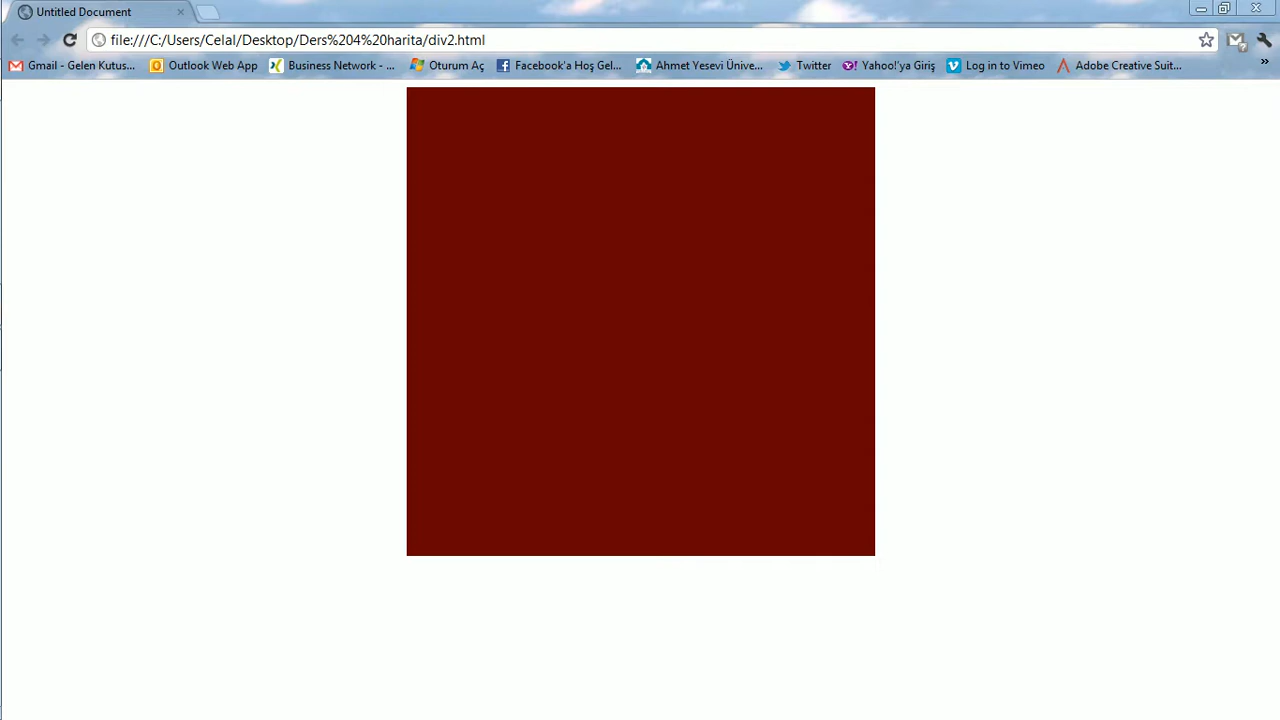 Untitled Document
file:///C:/Users/Celal/Desktop/Ders%204%20harita/div2.html
Gmail - Gelen Kutus... Outlook Web App Business Network - ... Oturum Aç Facebook'a Hoş Gel... Ahmet Yesevi Ünive... Twitter Yahoo!'ya Giriş Log in to Vimeo Adobe Creative Suit...